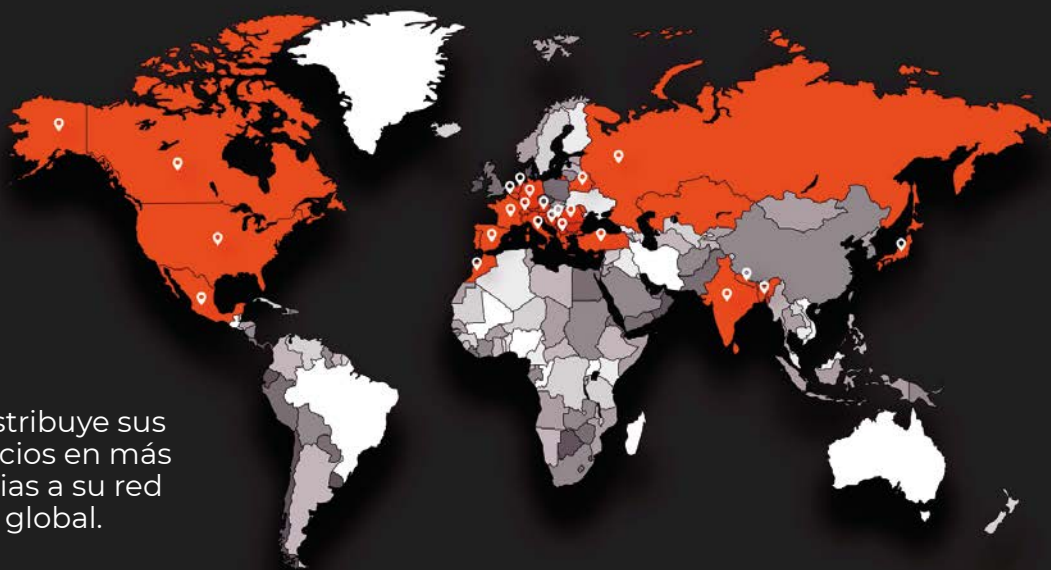 stribuye sus
cios en más
ias a su red
global.